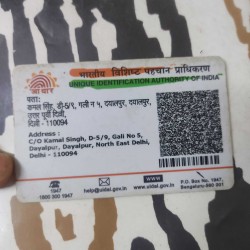 भारतीय विशिष्ट पहचान प्राधिकरण
UNIQUE IDENTIFICATION AUTHORITY OF INDIA
पता:
कमल सिंह, डी-5/9, गली न 5, दयालपुर, दयालपुर,
उत्तर पूर्वी दिल्ली,
दिल्ली - 110094
Address :
C/O Kamal Singh, D-5/9, Gali No 5,
Dayalpur, Dayalpur, North East Delhi,
Delhi - 110094
1947
1800 300 1947
help@uidai.gov.in
www.uidai.gov.in
P.O. Box No. 1947,
Bengaluru-560 001